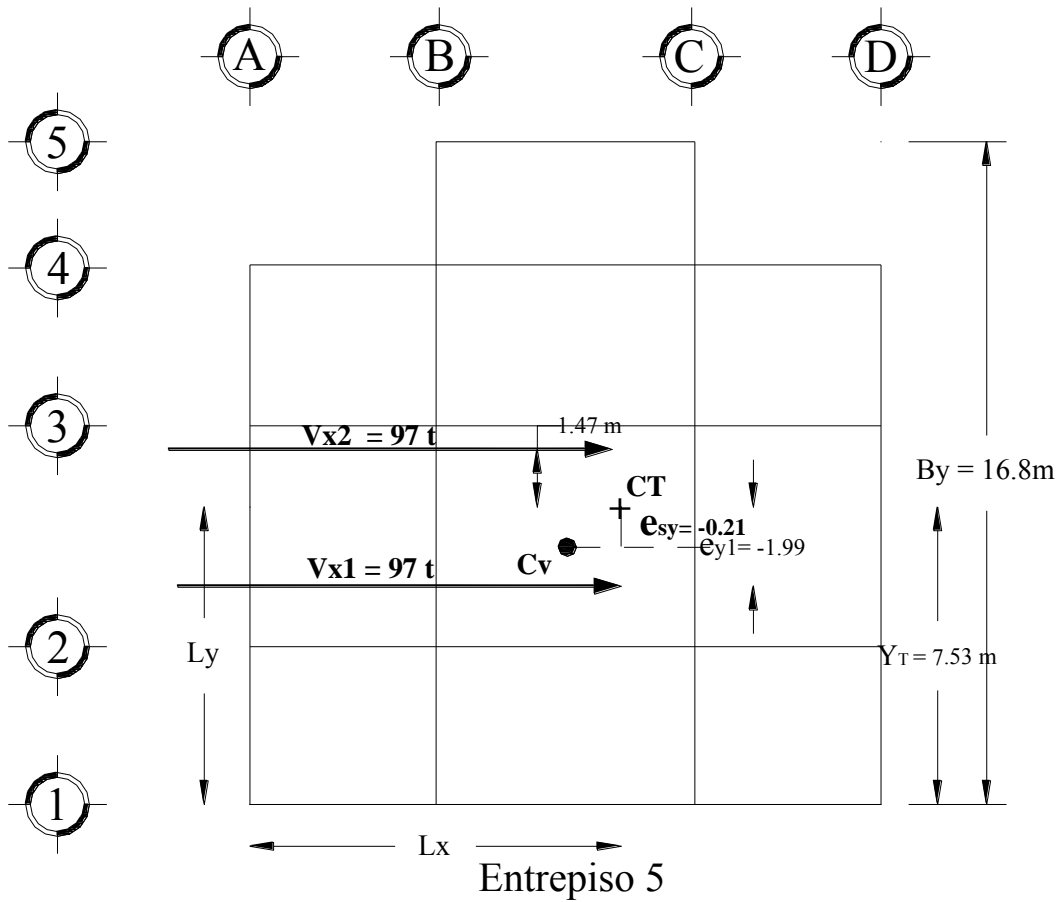 A B C D
5
4
3
2
1
Vx2 = 97 t
1.47 m
CT
esy= -0.21
ey1= -1.99
By = 16.8m
Cv
Vx1 = 97 t
Ly
YT = 7.53 m
Lx
Entrepiso 5